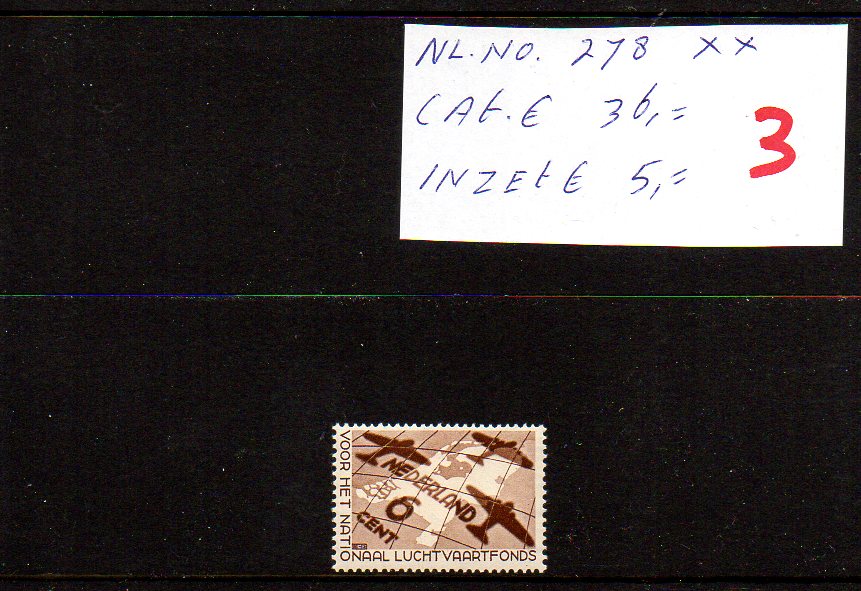 NL. NO. 278 XX
CAt. € 36,=
INZEt € 5,=
3
NEDERLAND
6
CENT
VOOR HET NATIONAAL LUCHTVAARTFONDS